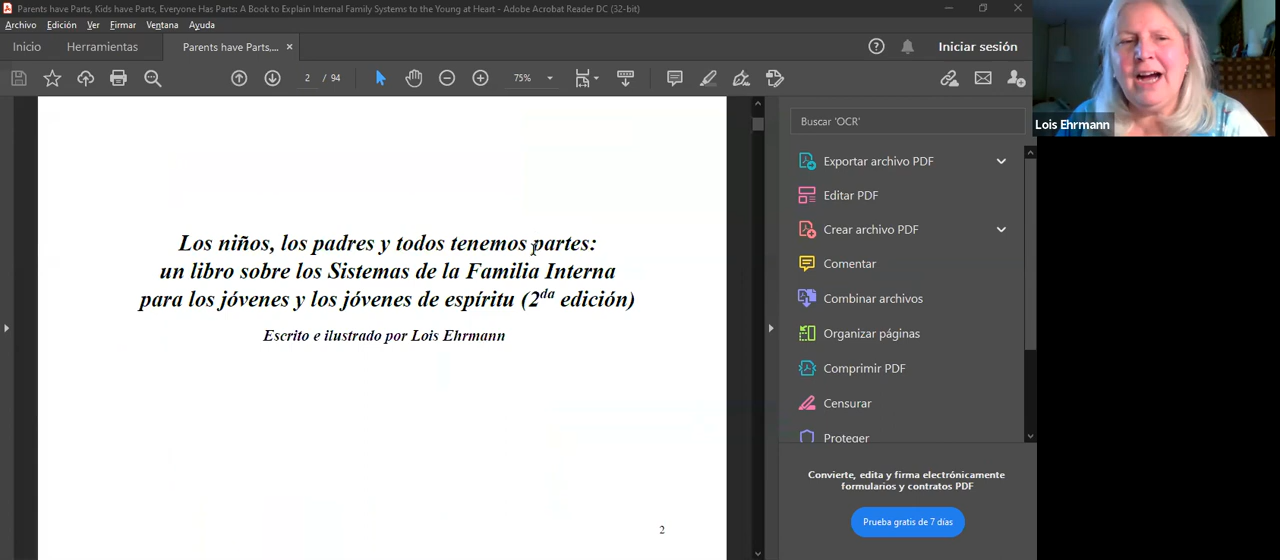 Parents have Parts, Kids have Parts, Everyone Has Parts: A Book to Explain Internal Family Systems to the Young at Heart - Adobe Acrobat Reader DC (32-bit)
Archivo Edición Ver Firmar Ventana Ayuda
Inicio Herramientas Parents have Parts,... × Iniciar sesión
2 / 94 75%
Lois Ehrmann
Los niños, los padres y todos tenemos partes:
un libro sobre los Sistemas de la Familia Interna
para los jóvenes y los jóvenes de espíritu (2da edición)
Escrito e ilustrado por Lois Ehrmann
2
Buscar 'OCR'
Exportar archivo PDF
Editar PDF
Crear archivo PDF
Comentar
Combinar archivos
Organizar páginas
Comprimir PDF
Censurar
Proteger
Convierte, edita y firma electrónicamente
formularios y contratos PDF
Prueba gratis de 7 días